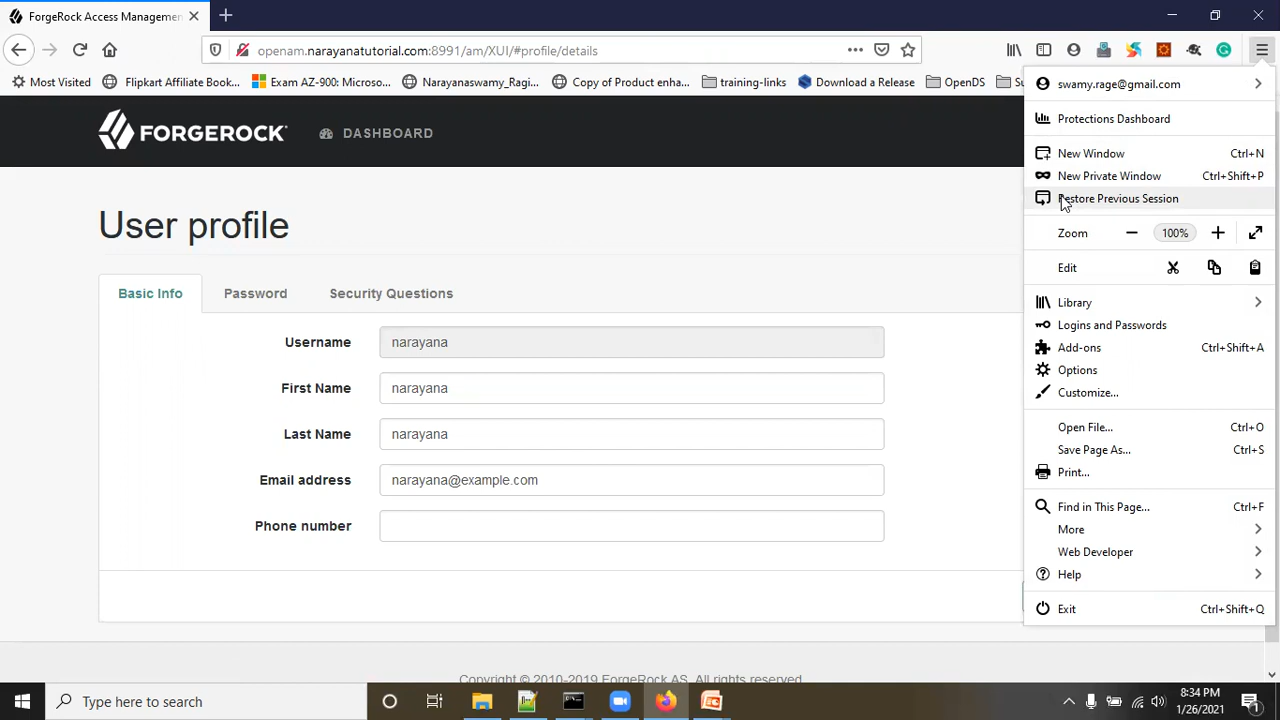 ForgeRock Access Management
openam.narayanatutorial.com:8991/am/XUI/#profile/details
Most Visited
Flipkart Affiliate Book...
Exam AZ-900: Microso...
Narayanaswamy_Ragi...
Copy of Product enha...
training-links
Download a Release
OpenDS
FORGEROCK
DASHBOARD
User profile
Basic Info
Password
Security Questions
Username
narayana
First Name
narayana
Last Name
narayana
Email address
narayana@example.com
Phone number
Copyright © 2010-2019 ForgeRock AS. All rights reserved.
swamy.rage@gmail.com
Protections Dashboard
New Window Ctrl+N
New Private Window Ctrl+Shift+P
Restore Previous Session
Zoom 100%
Edit
Library
Logins and Passwords
Add-ons Ctrl+Shift+A
Options
Customize...
Open File... Ctrl+O
Save Page As... Ctrl+S
Print...
Find in This Page... Ctrl+F
More
Web Developer
Help
Exit Ctrl+Shift+Q
Type here to search
8:34 PM
1/26/2021
1